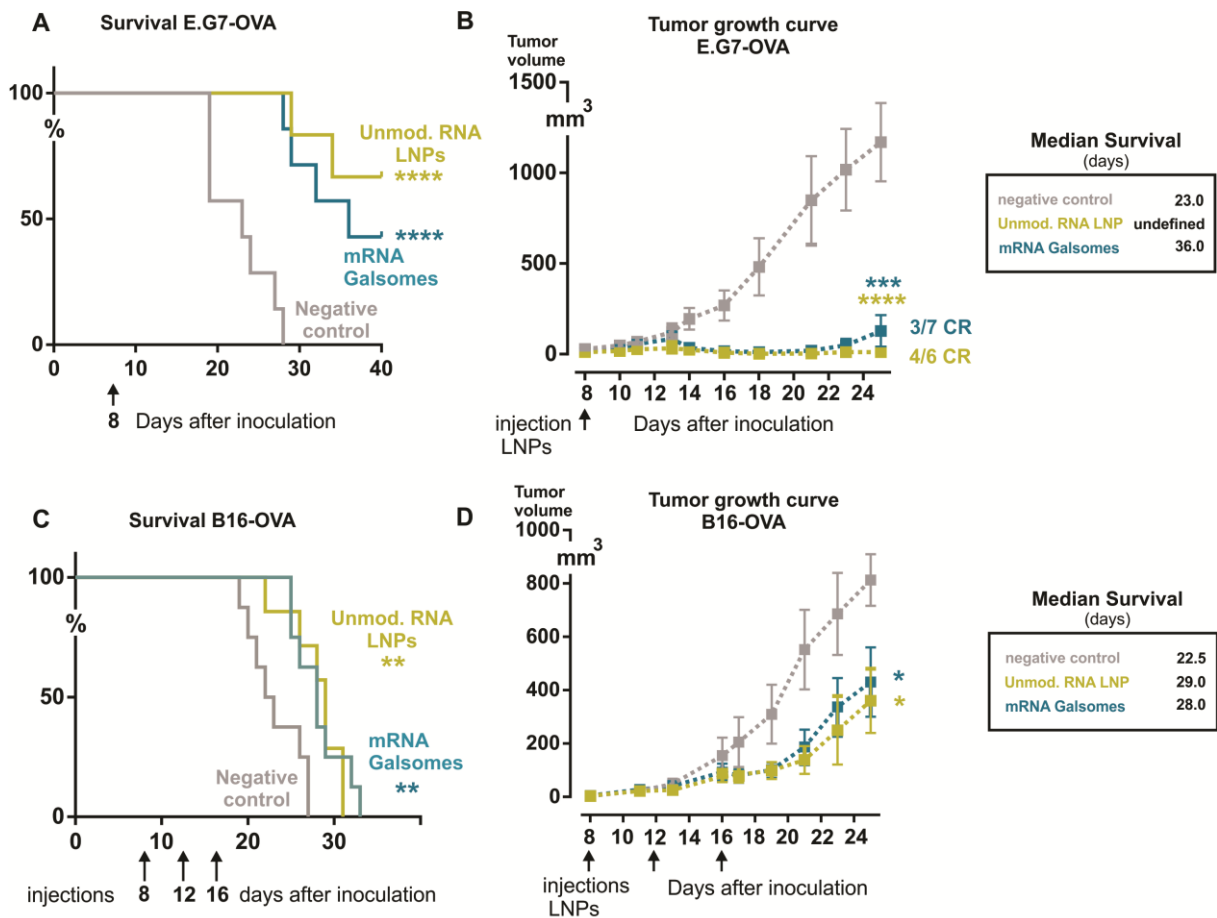 A
Survival E.G7-OVA
100
%
50
0
0
10
20
30
40
Unmod. RNA
LNPs
****
****
mRNA
Galsomes
Negative
control
8 Days after inoculation
B
Tumor growth curve
E.G7-OVA
Tumor
volume
1500
mm3
1000
500
0
8 10 12 14 16 18 20 22 24
***
****
3/7 CR
4/6 CR
injection
LNPs
Days after inoculation
Median Survival
(days)
negative control 23.0
Unmod. RNA LNP undefined
mRNA Galsomes 36.0
C
Survival B16-OVA
100
%
50
0
0 10 20 30
Unmod. RNA
LNPs
**
mRNA
Galsomes
**
Negative
control
injections 8 12 16 days after inoculation
D
Tumor growth curve
B16-OVA
Tumor
volume
1000
mm3
800
600
400
200
0
8 10 12 14 16 18 20 22 24
*
*
injections
LNPs
Days after inoculation
Median Survival
(days)
negative control 22.5
Unmod. RNA LNP 29.0
mRNA Galsomes 28.0